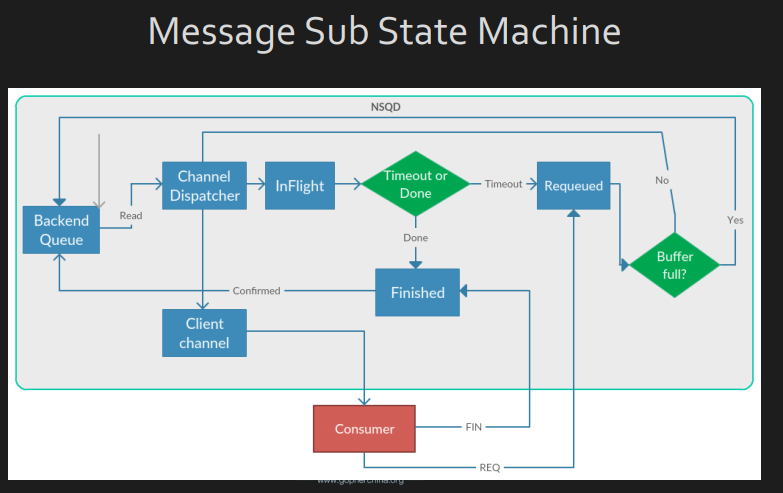 Message Sub State Machine
NSQD
Channel
Dispatcher
InFlight
Timeout or
Done
Timeout
Requeued
No
Backend
Queue
Read
Yes
Done
Buffer
full?
Confirmed
Finished
Client
channel
Consumer
FIN
REQ
www.gopherchina.org